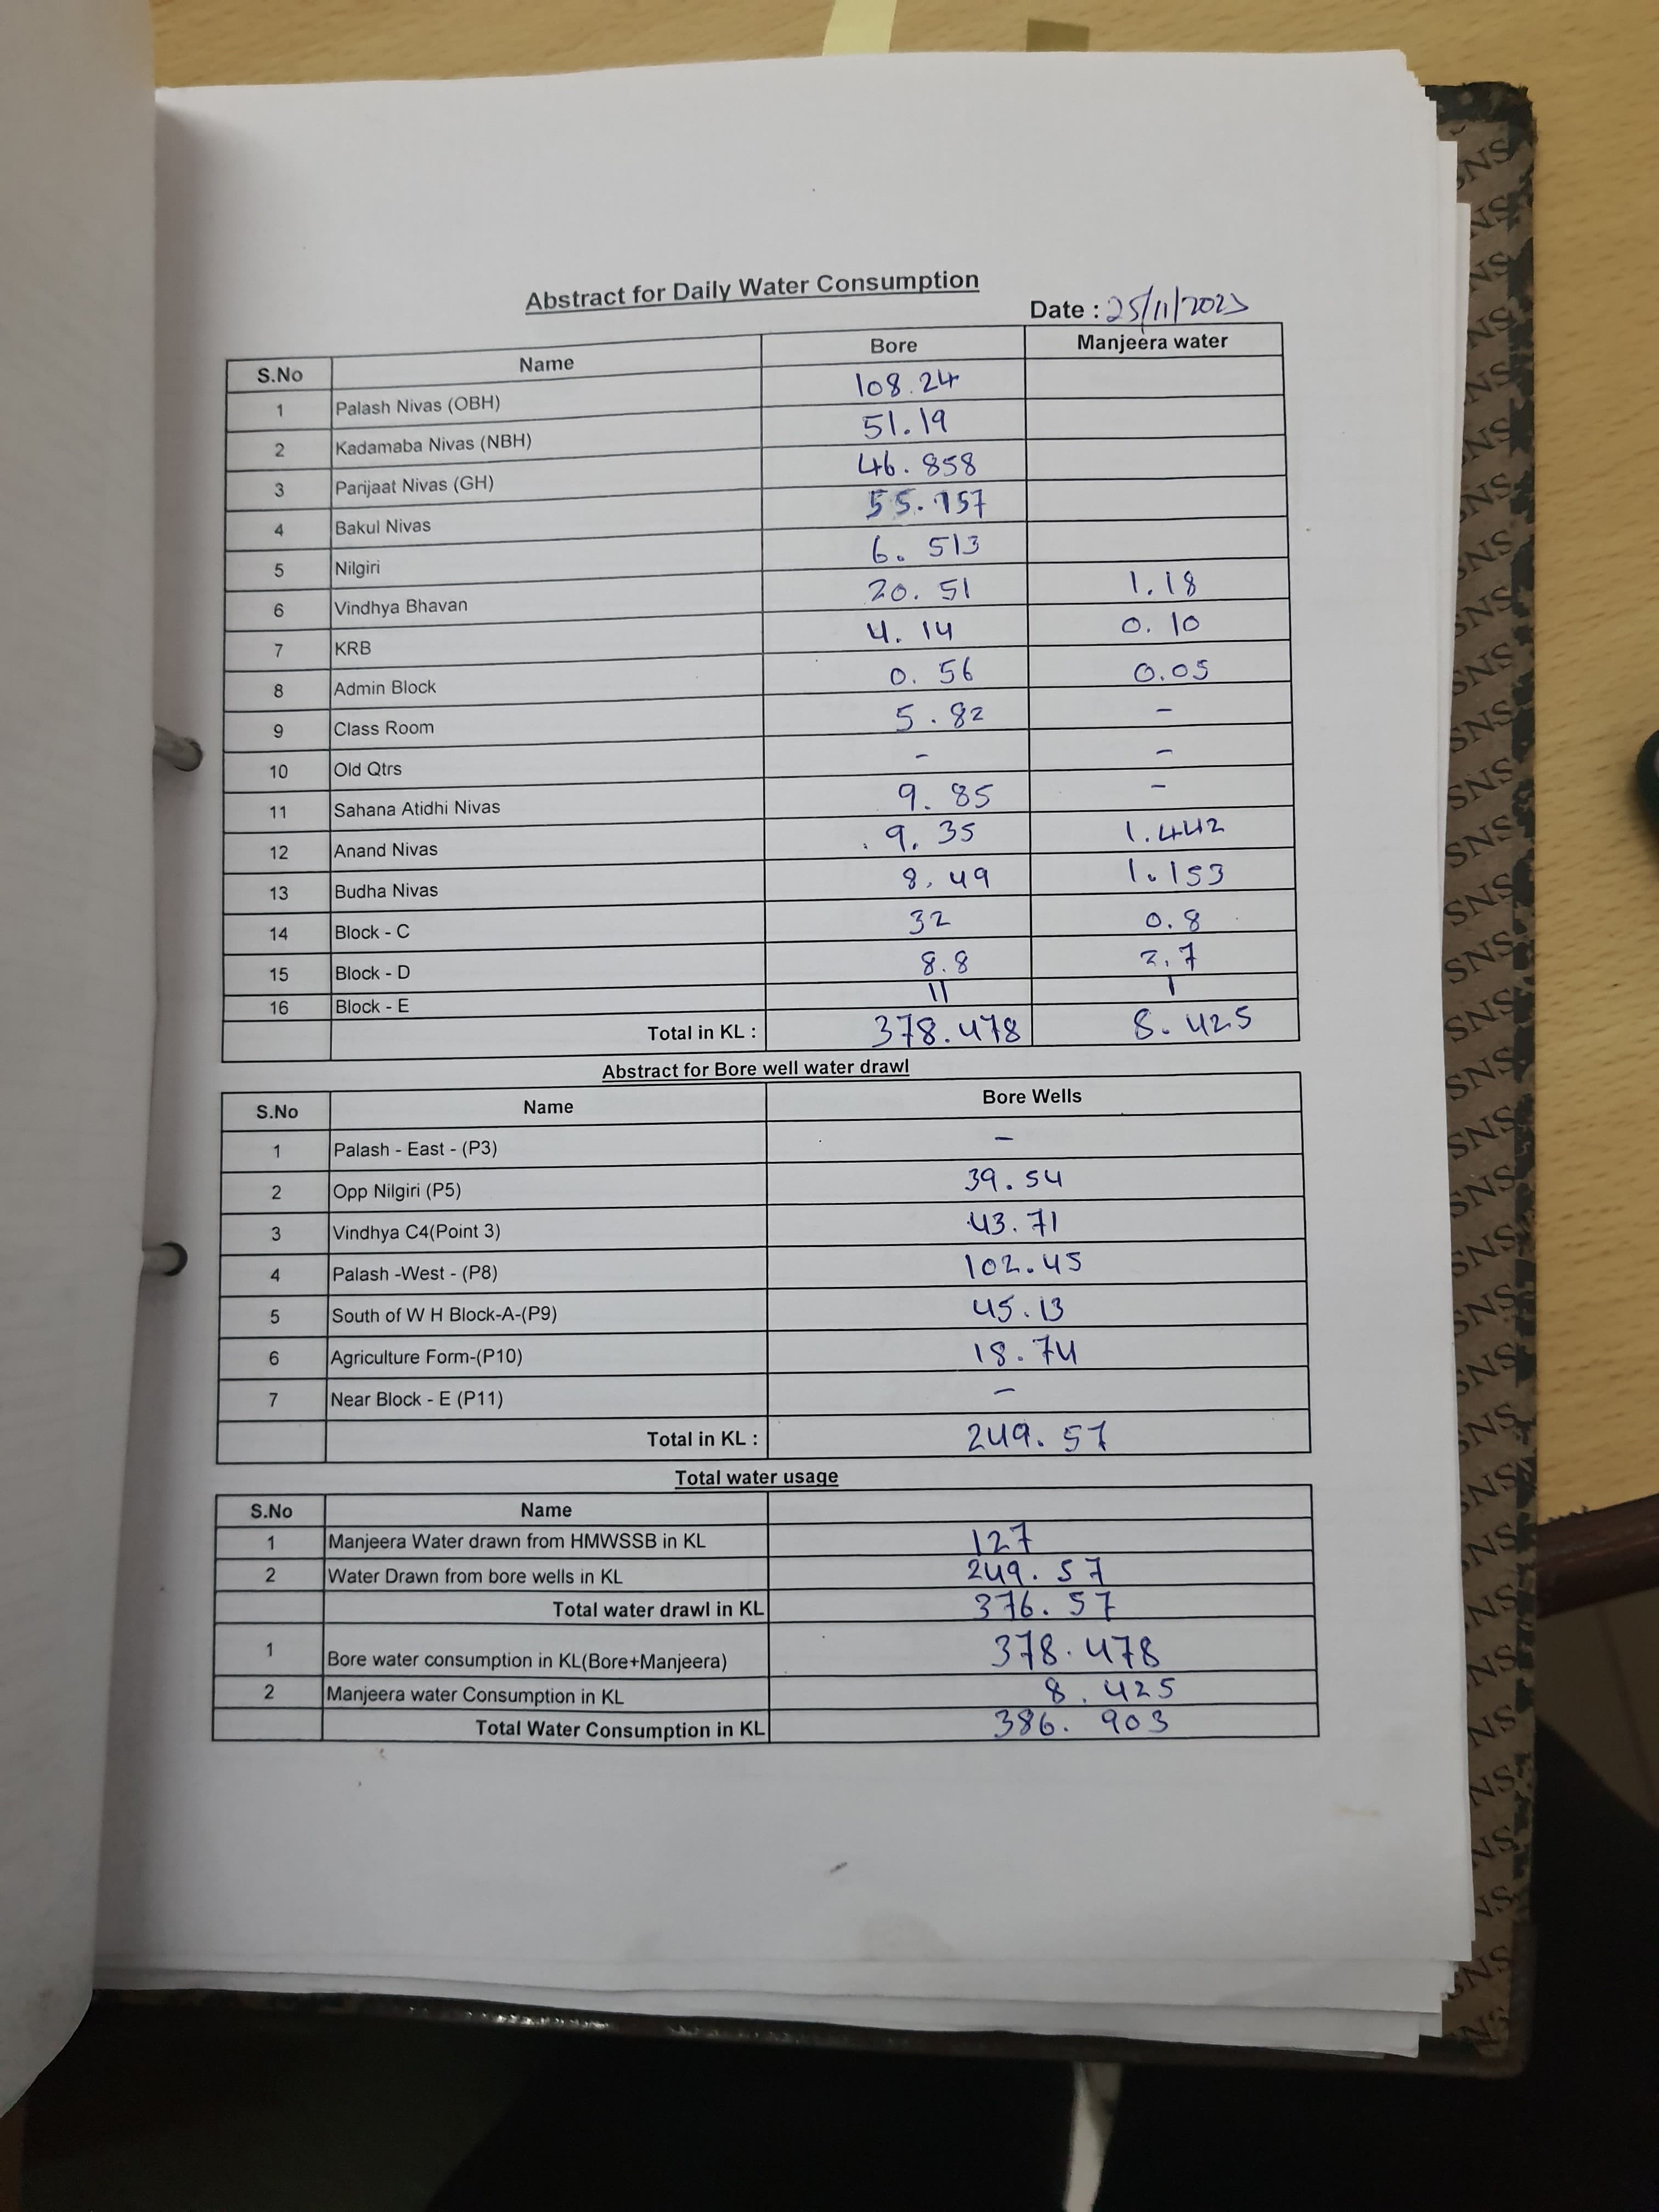 Abstract for Daily Water Consumption
Date : 25/11/2023
S.No Name Bore Manjeera water
1 Palash Nivas (OBH) 108.24
2 Kadamaba Nivas (NBH) 51.19
3 Parijaat Nivas (GH) 46.858
4 Bakul Nivas 55.157
5 Nilgiri 6.513
6 Vindhya Bhavan 20.51 1.18
7 KRB 4.14 0.10
8 Admin Block 0.56 0.05
9 Class Room 5.82 -
10 Old Qtrs - -
11 Sahana Atidhi Nivas 9.85 -
12 Anand Nivas 9.35 1.442
13 Budha Nivas 8.49 1.153
14 Block - C 32 0.8
15 Block - D 8.8 2.7
16 Block - E 11 1
Total in KL : 378.478 8.425
Abstract for Bore well water drawl
S.No Name Bore Wells
1 Palash - East - (P3) -
2 Opp Nilgiri (P5) 39.54
3 Vindhya C4(Point 3) 43.71
4 Palash -West - (P8) 102.45
5 South of W H Block-A-(P9) 45.13
6 Agriculture Form-(P10) 18.74
7 Near Block - E (P11) -
Total in KL : 249.57
Total water usage
S.No Name
1 Manjeera Water drawn from HMWSSB in KL 127
2 Water Drawn from bore wells in KL 249.57
Total water drawl in KL 376.57
1 Bore water consumption in KL(Bore+Manjeera) 378.478
2 Manjeera water Consumption in KL 8.425
Total Water Consumption in KL 386.903